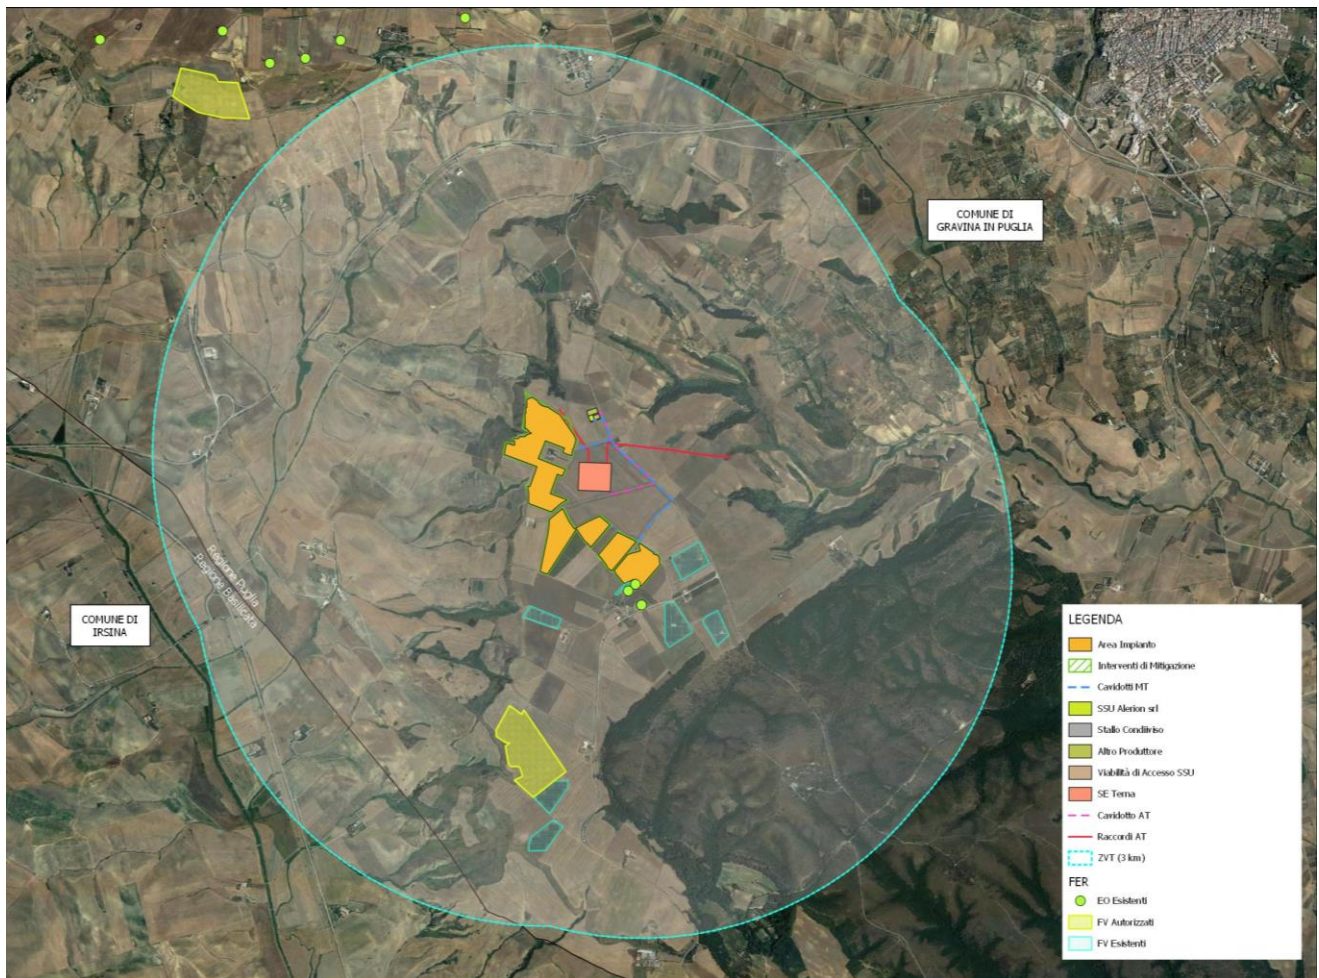 COMUNE DI
GRAVINA IN PUGLIA
Regione Puglia
Regione Basilicata
COMUNE DI
IRSINA
LEGENDA
Area Impianto
Interventi di Mitigazione
Cavidotti MT
SSU Alerion srl
Stallo Condiviso
Altro Produttore
Viabilità di Accesso SSU
SE Terna
Cavidotto AT
Raccordi AT
ZVT (3 km)
FER
EO Esistenti
FV Autorizzati
FV Esistenti